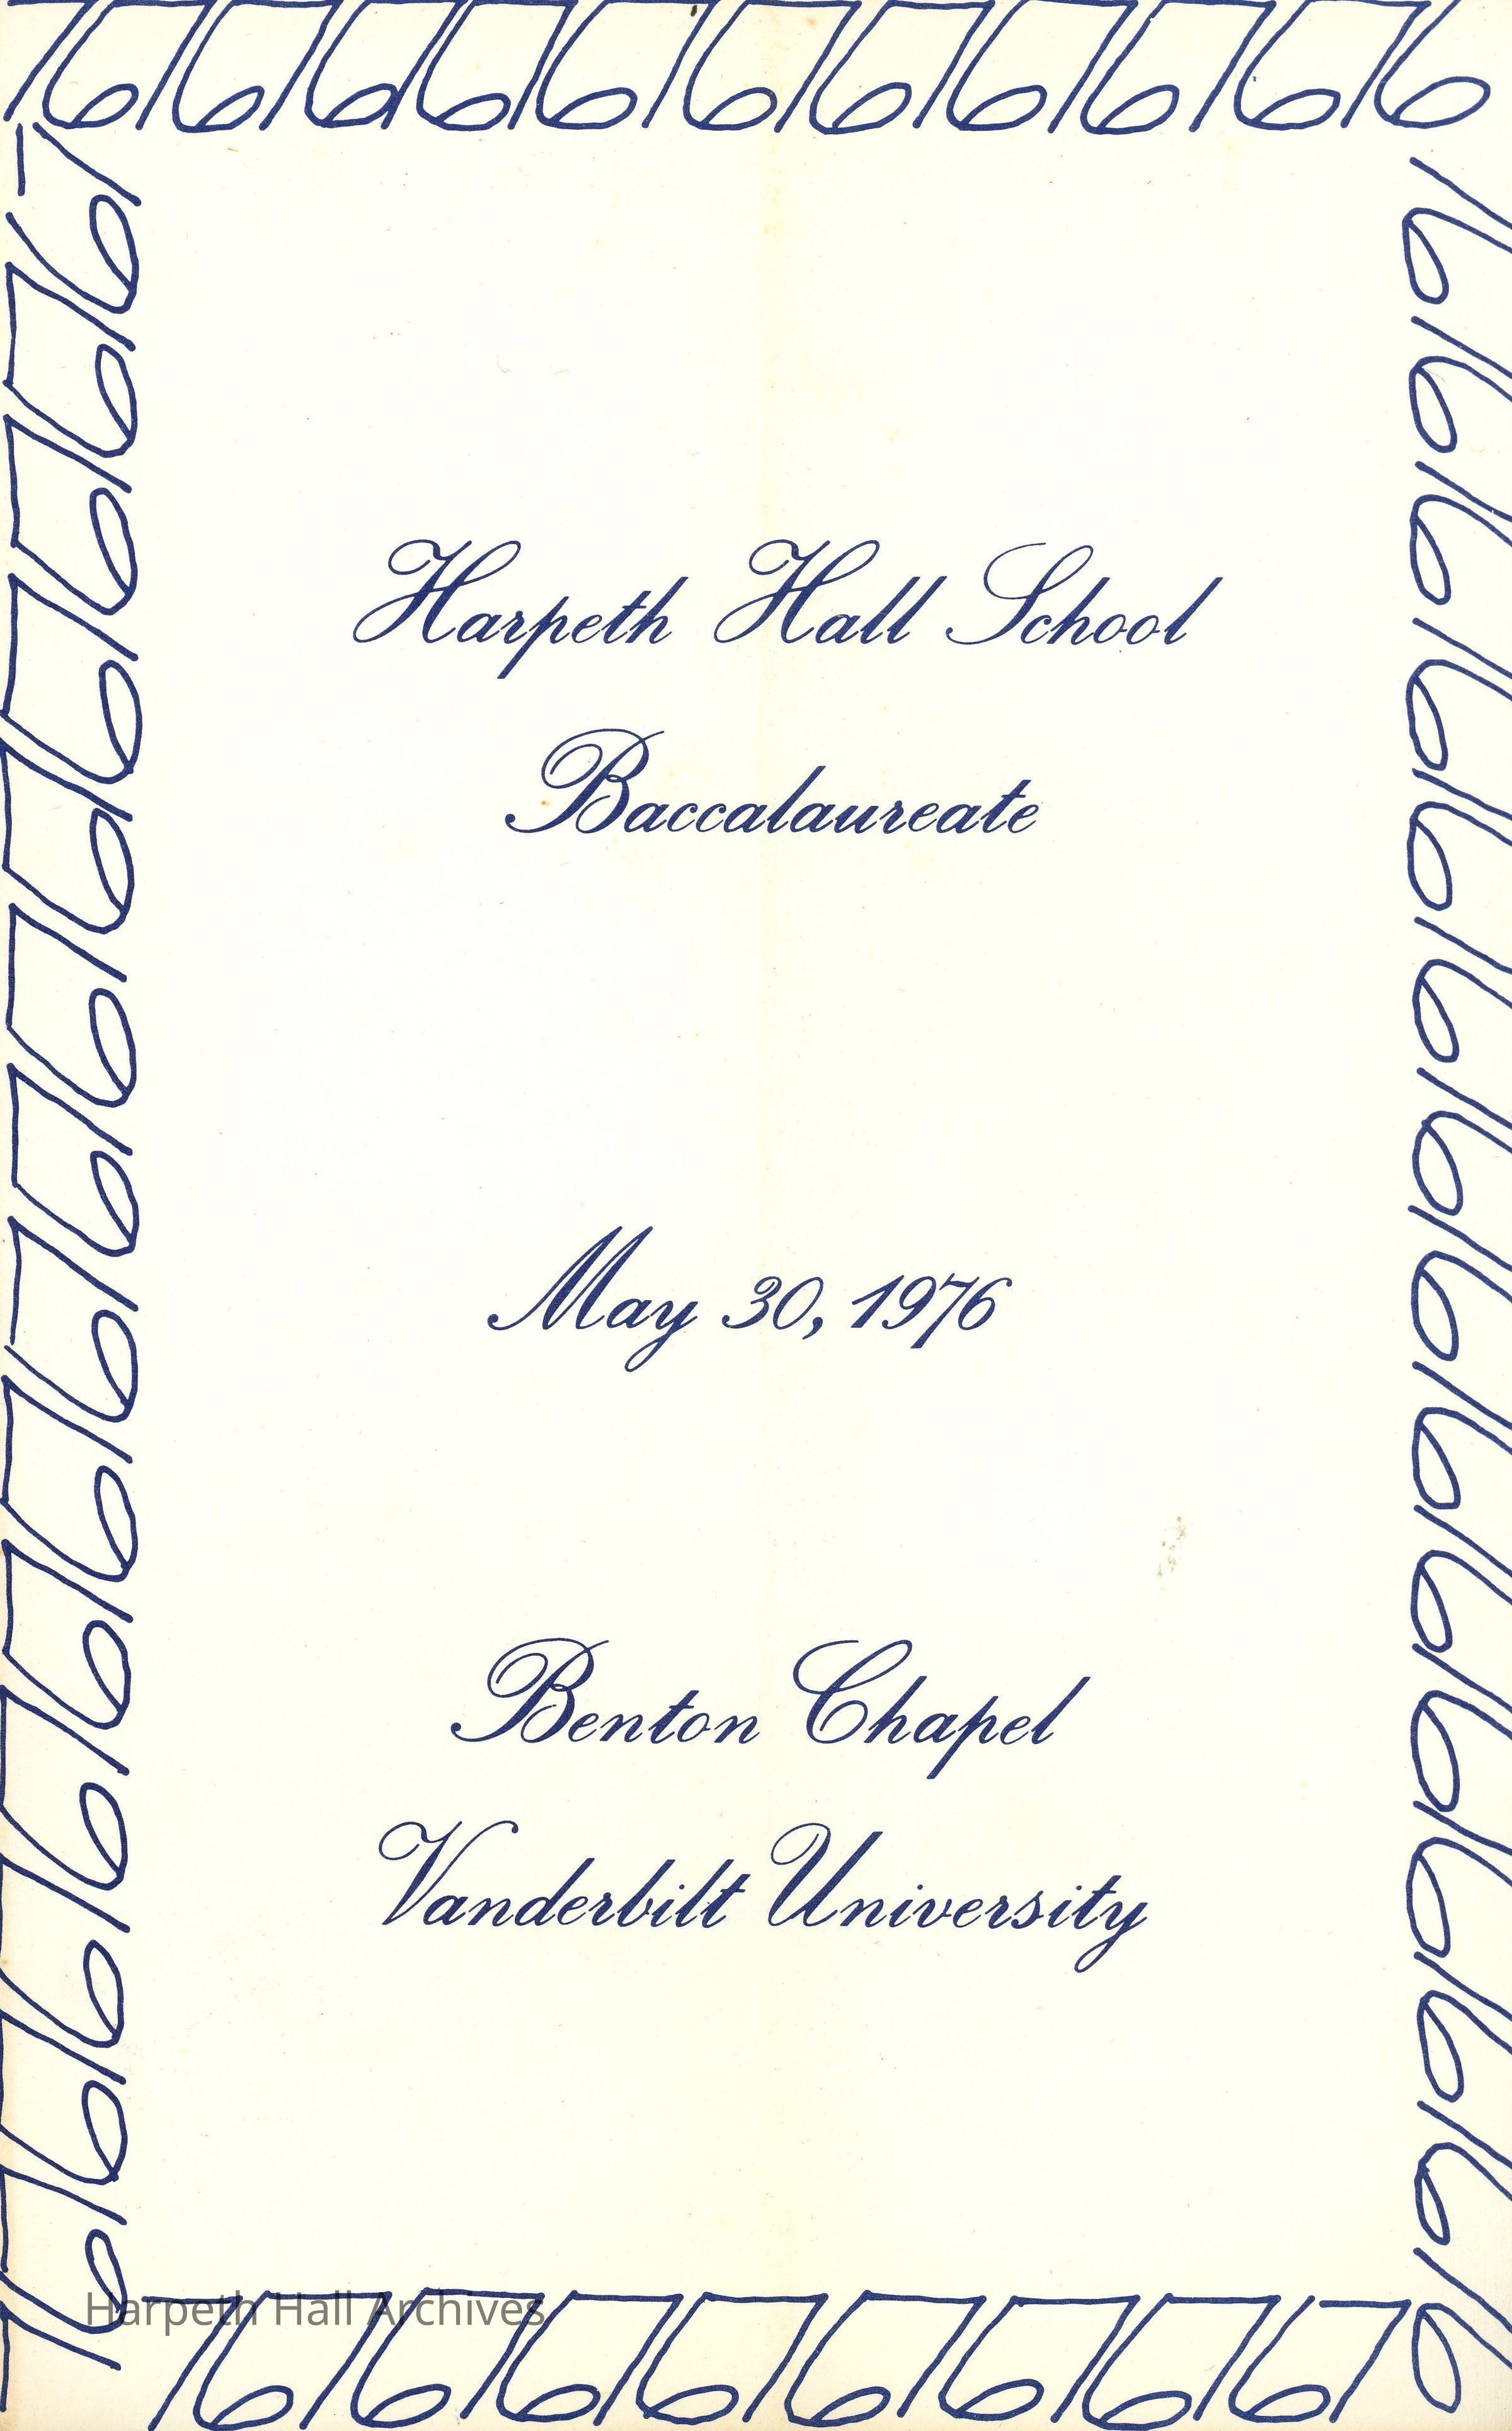 Harpeth Hall School
Baccalaureate
May 30, 1976
Benton Chapel
Vanderbilt University
Harpeth Hall Archives